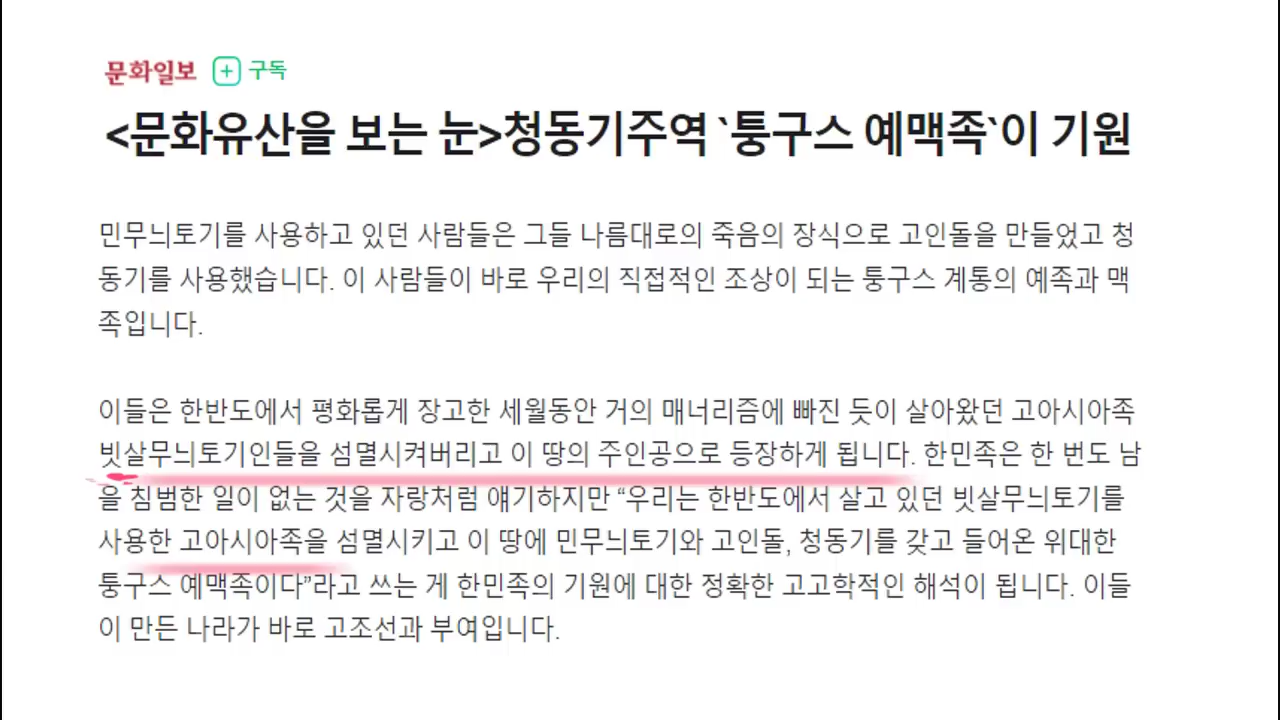 문화일보 + 구독
<문화유산을 보는 눈>청동기주역 `퉁구스 예맥족`이 기원
민무늬토기를 사용하고 있던 사람들은 그들 나름대로의 죽음의 장식으로 고인돌을 만들었고 청
동기를 사용했습니다. 이 사람들이 바로 우리의 직접적인 조상이 되는 퉁구스 계통의 예족과 맥
족입니다.
이들은 한반도에서 평화롭게 장고한 세월동안 거의 매너리즘에 빠진 듯이 살아왔던 고아시아족
빗살무늬토기인들을 섬멸시켜버리고 이 땅의 주인공으로 등장하게 됩니다. 한민족은 한 번도 남
을 침범한 일이 없는 것을 자랑처럼 얘기하지만 “우리는 한반도에서 살고 있던 빗살무늬토기를
사용한 고아시아족을 섬멸시키고 이 땅에 민무늬토기와 고인돌, 청동기를 갖고 들어온 위대한
퉁구스 예맥족이다”라고 쓰는 게 한민족의 기원에 대한 정확한 고고학적인 해석이 됩니다. 이들
이 만든 나라가 바로 고조선과 부여입니다.